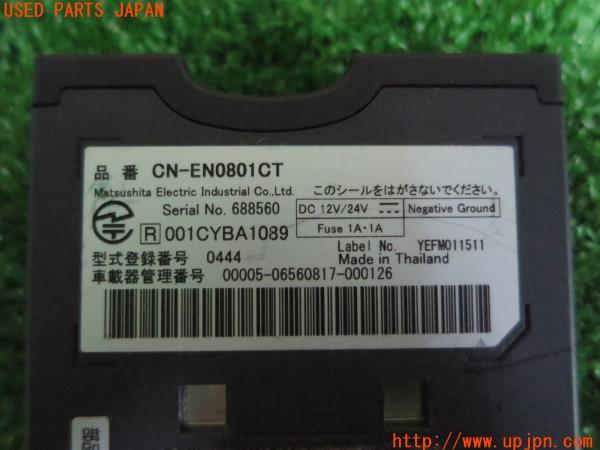 USED PARTS JAPAN
品 番 CN-EN0801CT
Matsushita Electric Industrial Co.,Ltd.
このシールをはがさないでください。
Serial No. 688560
DC 12V/24V Negative Ground
Fuse 1A・1A
R 001CYBA1089
Label No. YEFM011511
型式登録番号 0444
Made in Thailand
車載器管理番号 00005-06560817-000126
http://www.upjpn.com/